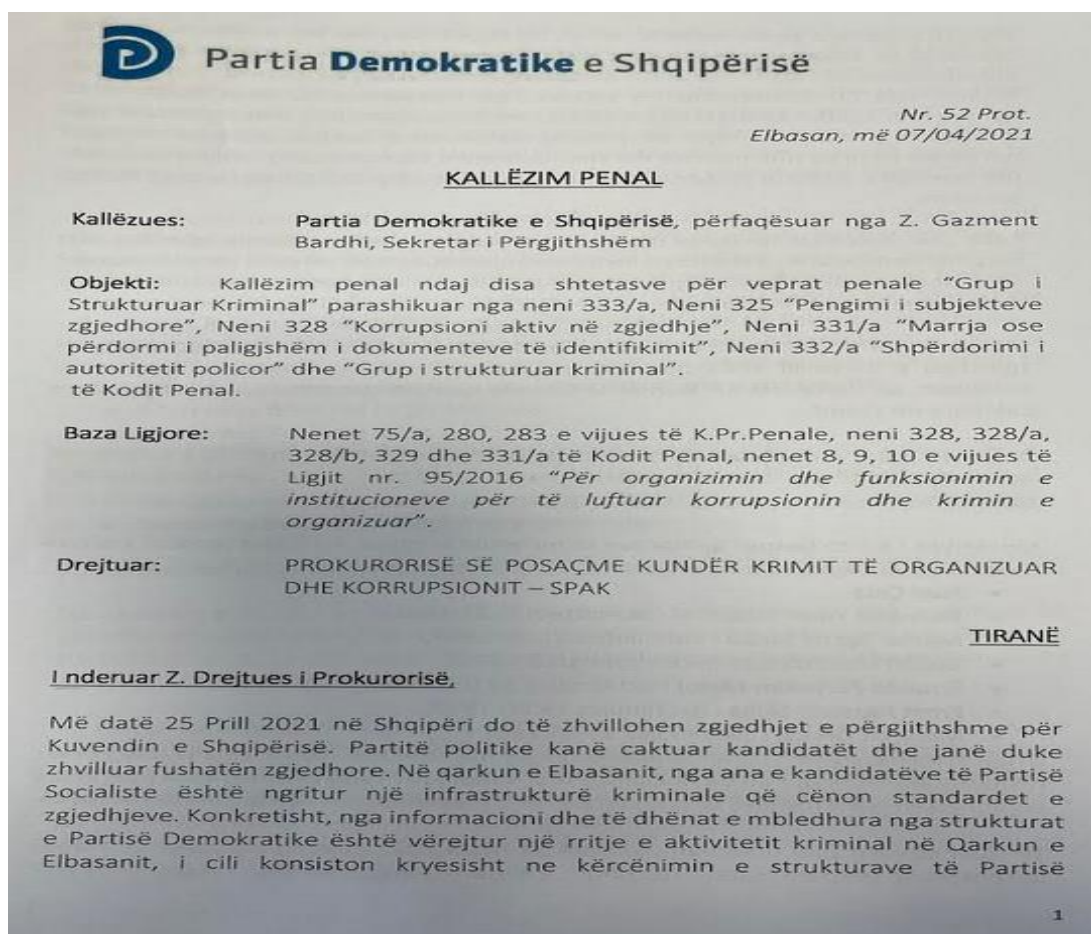 Partia Demokratike e Shqipërisë
Nr. 52 Prot.
Elbasan, më 07/04/2021
KALLËZIM PENAL
Kallëzues: Partia Demokratike e Shqipërisë, përfaqësuar nga Z. Gazment
Bardhi, Sekretar i Përgjithshëm
Objekti: Kallëzim penal ndaj disa shtetasve për veprat penale “Grup i
Strukturuar Kriminal” parashikuar nga neni 333/a, Neni 325 “Pengimi i subjekteve
zgjedhore”, Neni 328 “Korrupsioni aktiv në zgjedhje”, Neni 331/a “Marrja ose
përdormi i paligjshëm i dokumenteve të identifikimit”, Neni 332/a “Shpërdorimi i
autoritetit policor” dhe “Grup i strukturuar kriminal”.
të Kodit Penal.
Baza Ligjore: Nenet 75/a, 280, 283 e vijues të K.Pr.Penale, neni 328, 328/a,
328/b, 329 dhe 331/a të Kodit Penal, nenet 8, 9, 10 e vijues të
Ligjit nr. 95/2016 “Për organizimin dhe funksionimin e
institucioneve për të luftuar korrupsionin dhe krimin e
organizuar”.
Drejtuar: PROKURORISË SË POSAÇME KUNDËR KRIMIT TË ORGANIZUAR
DHE KORRUPSIONIT – SPAK
TIRANË
I nderuar Z. Drejtues i Prokurorisë,
Më datë 25 Prill 2021 në Shqipëri do të zhvillohen zgjedhjet e përgjithshme për
Kuvendin e Shqipërisë. Partitë politike kanë caktuar kandidatët dhe janë duke
zhvilluar fushatën zgjedhore. Në qarkun e Elbasanit, nga ana e kandidatëve të Partisë
Socialiste është ngritur një infrastrukturë kriminale që cënon standardet e
zgjedhjeve. Konkretisht, nga informacioni dhe të dhënat e mbledhura nga strukturat
e Partisë Demokratike është vërejtur një rritje e aktivitetit kriminal në Qarkun e
Elbasanit, i cili konsiston kryesisht ne kërcënimin e strukturave të Partisë
1